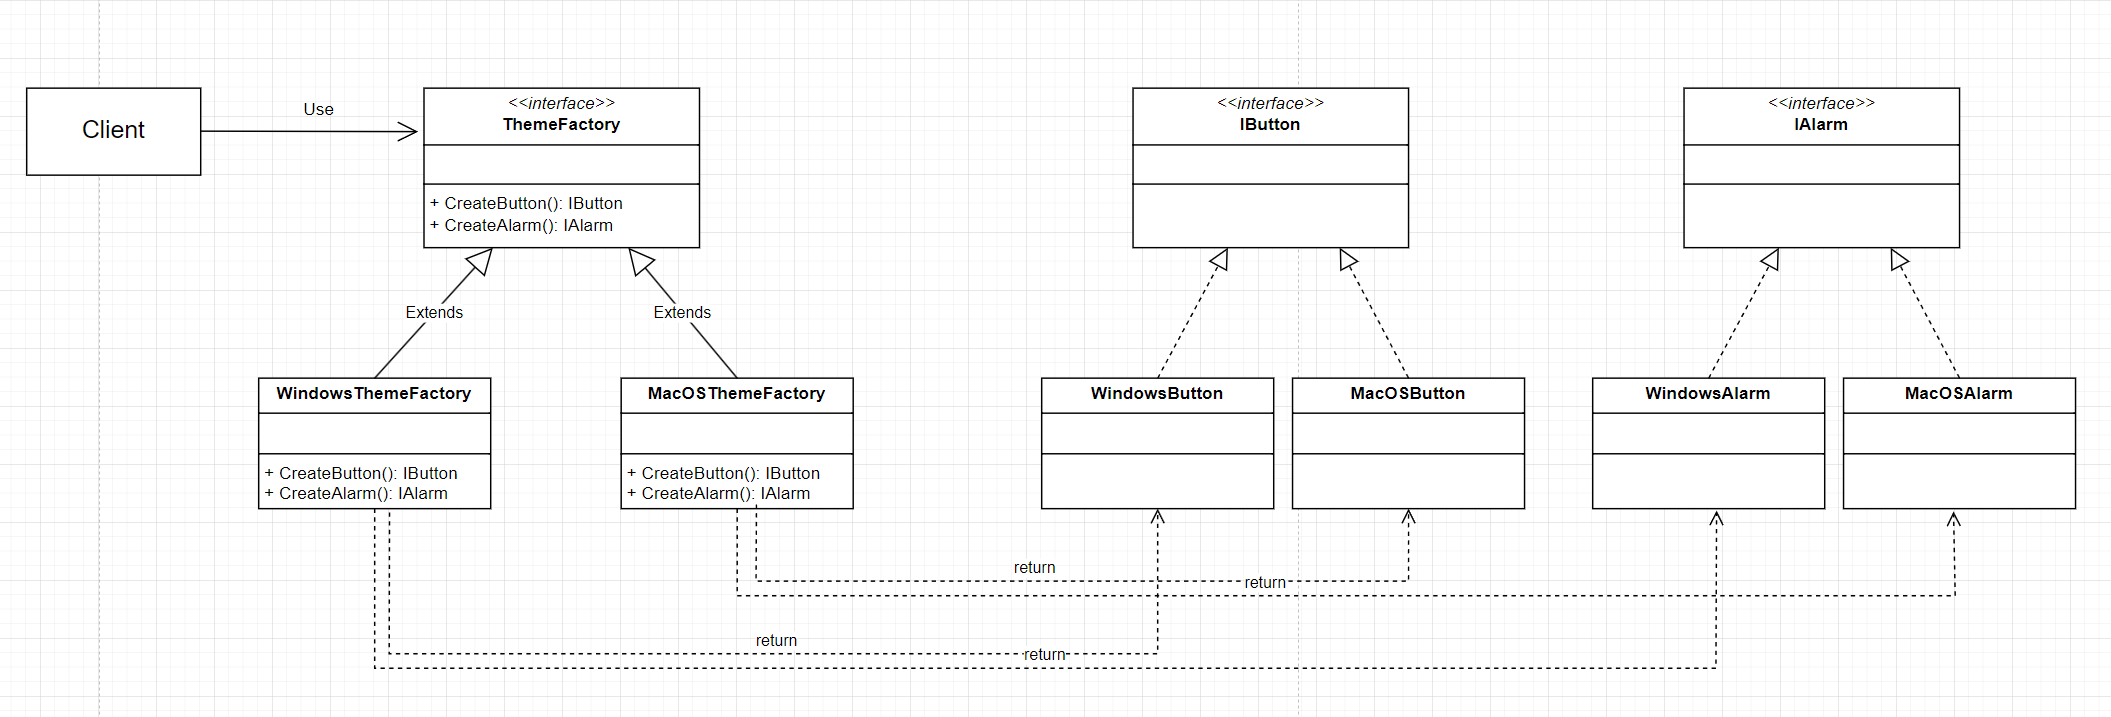 Client
Use
<<interface>>
ThemeFactory
+ CreateButton(): IButton
+ CreateAlarm(): IAlarm
<<interface>>
IButton
<<interface>>
IAlarm
Extends
Extends
WindowsThemeFactory
+ CreateButton(): IButton
+ CreateAlarm(): IAlarm
MacOSThemeFactory
+ CreateButton(): IButton
+ CreateAlarm(): IAlarm
WindowsButton
MacOSButton
WindowsAlarm
MacOSAlarm
return
return
return
return